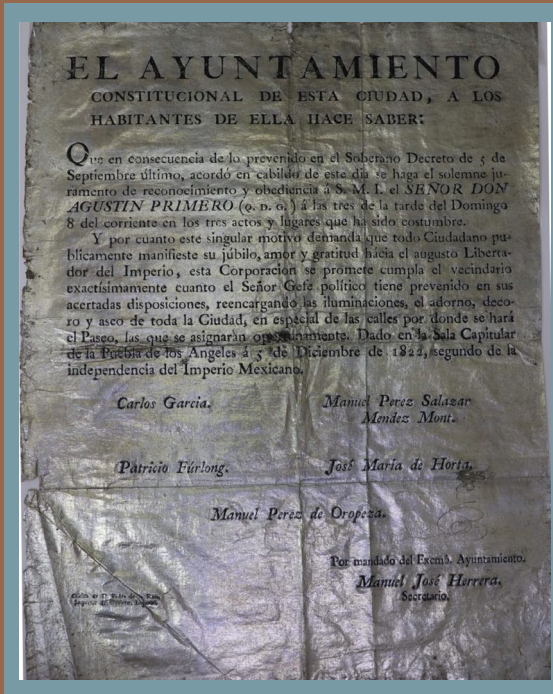 EL AYUNTAMIENTO
CONSTITUCIONAL DE ESTA CIUDAD, A LOS
HABITANTES DE ELLA HACE SABER:
Que en consecuencia de lo prevenido en el Soberano Decreto de 5 de
Septiembre último, acordó en cabildo de este dia se haga el solemne ju-
ramento de reconocimiento y obediencia á S. M. I. el SEÑOR DON
AGUSTIN PRIMERO (Q. D. G.) á las tres de la tarde del Domingo
8 del corriente en los tres actos y lugares que ha sido costumbre.
Y por cuanto este singular motivo demanda que todo Ciudadano pu-
blicamente manifieste su júbilo, amor y gratitud hácia el augusto Liberta-
dor del Imperio, esta Corporacion se promete cumpla el vecindario
exactísimamente cuanto el Señor Gefe político tiene prevenido en sus
acertadas disposiciones, reencargando las iluminaciones, el adorno, deco-
ro y aseo de toda la Ciudad, en especial de las calles por donde se hará
el Paseo, las que se asignarán oportunamente. Dado en la Sala Capitular
de la Puebla de los Angeles á 5 de Diciembre de 1822, segundo de la
independencia del Imperio Mexicano.
Carlos Garcia.
Manuel Perez Salazar
Mendez Mont.
Patricio Fúrlong.
José Maria de Horta.
Manuel Perez de Oropeza.
Por mandado del Excmô. Ayuntamiento.
Manuel José Herrera.
Secretario.